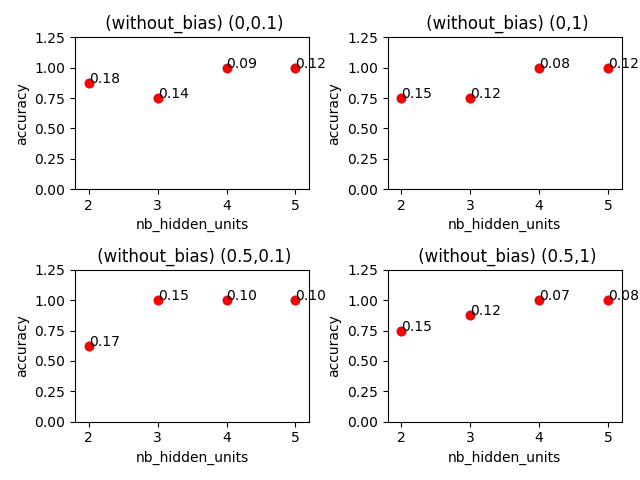 (without_bias) (0,0.1)
accuracy
1.25
1.00
0.75
0.50
0.25
0.00
0.18
0.14
0.09
0.12
2 3 4 5
nb_hidden_units
(without_bias) (0,1)
accuracy
1.25
1.00
0.75
0.50
0.25
0.00
0.15
0.12
0.08
0.12
2 3 4 5
nb_hidden_units
(without_bias) (0.5,0.1)
accuracy
1.25
1.00
0.75
0.50
0.25
0.00
0.17
0.15
0.10
0.10
2 3 4 5
nb_hidden_units
(without_bias) (0.5,1)
accuracy
1.25
1.00
0.75
0.50
0.25
0.00
0.15
0.12
0.07
0.08
2 3 4 5
nb_hidden_units